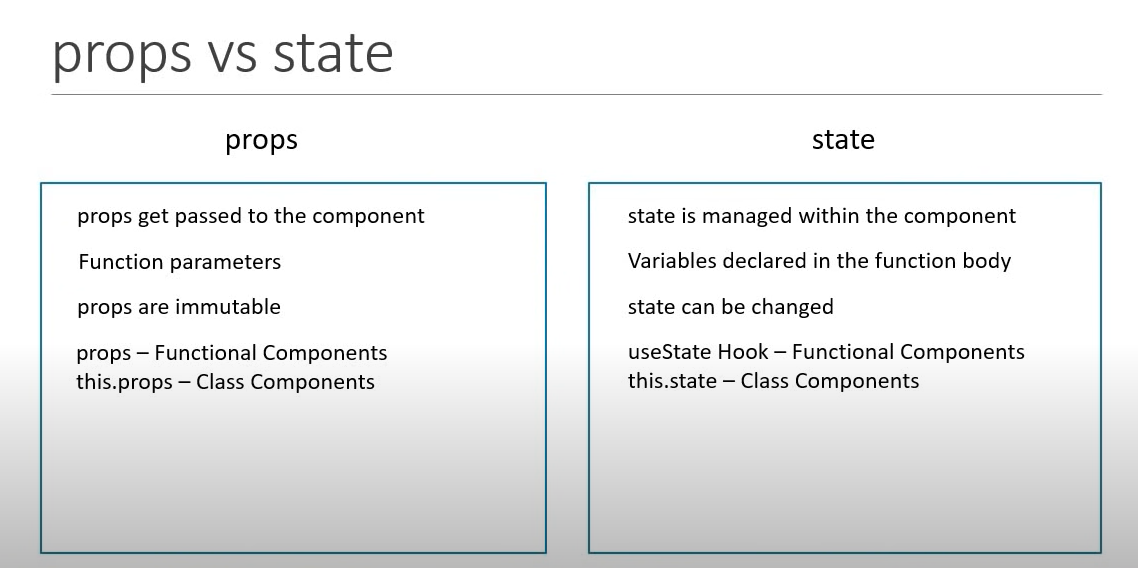 props vs state
props
props get passed to the component
Function parameters
props are immutable
props – Functional Components
this.props – Class Components
state
state is managed within the component
Variables declared in the function body
state can be changed
useState Hook – Functional Components
this.state – Class Components